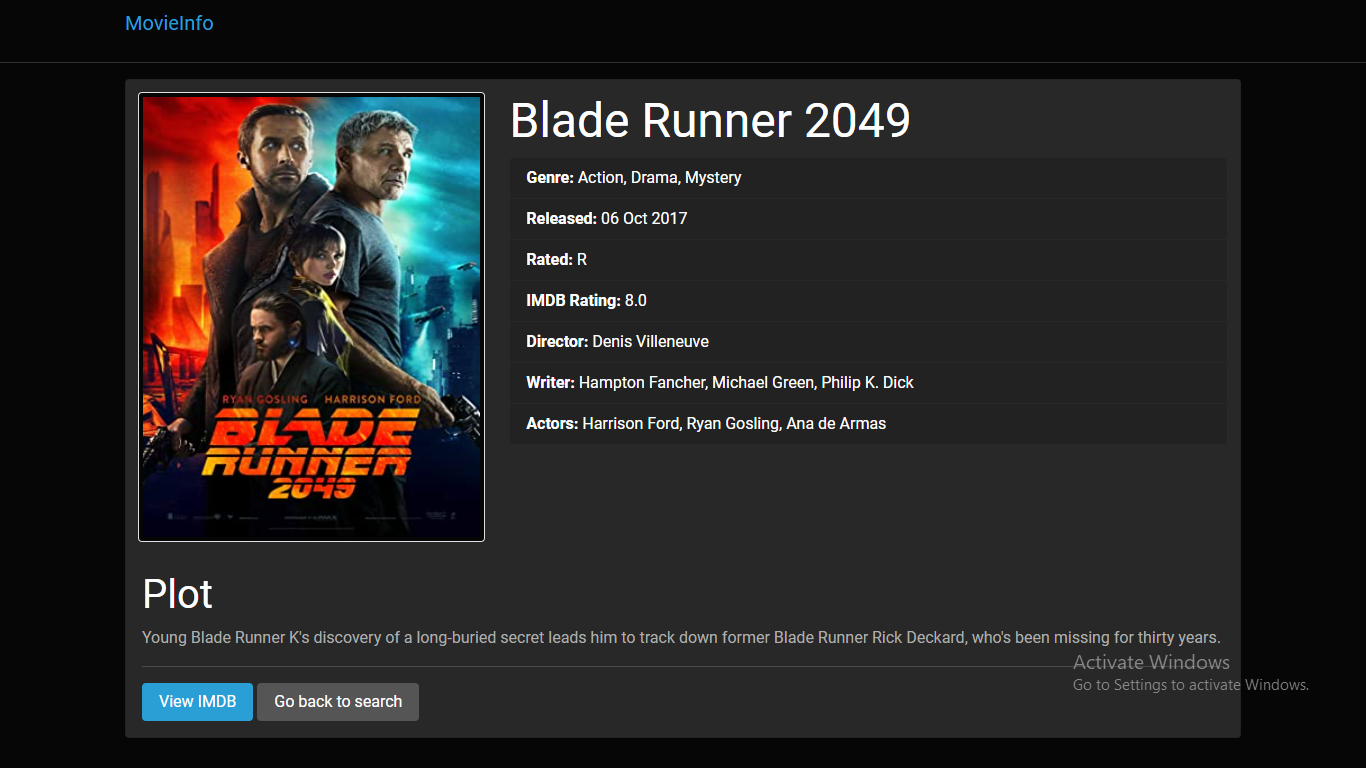 MovieInfo
Blade Runner 2049
Genre: Action, Drama, Mystery
Released: 06 Oct 2017
Rated: R
IMDB Rating: 8.0
Director: Denis Villeneuve
Writer: Hampton Fancher, Michael Green, Philip K. Dick
Actors: Harrison Ford, Ryan Gosling, Ana de Armas
RYAN GOSLING HARRISON FORD
BLADE
RUNNER
2049
Plot
Young Blade Runner K's discovery of a long-buried secret leads him to track down former Blade Runner Rick Deckard, who's been missing for thirty years.
Activate Windows
Go to Settings to activate Windows.
View IMDB Go back to search